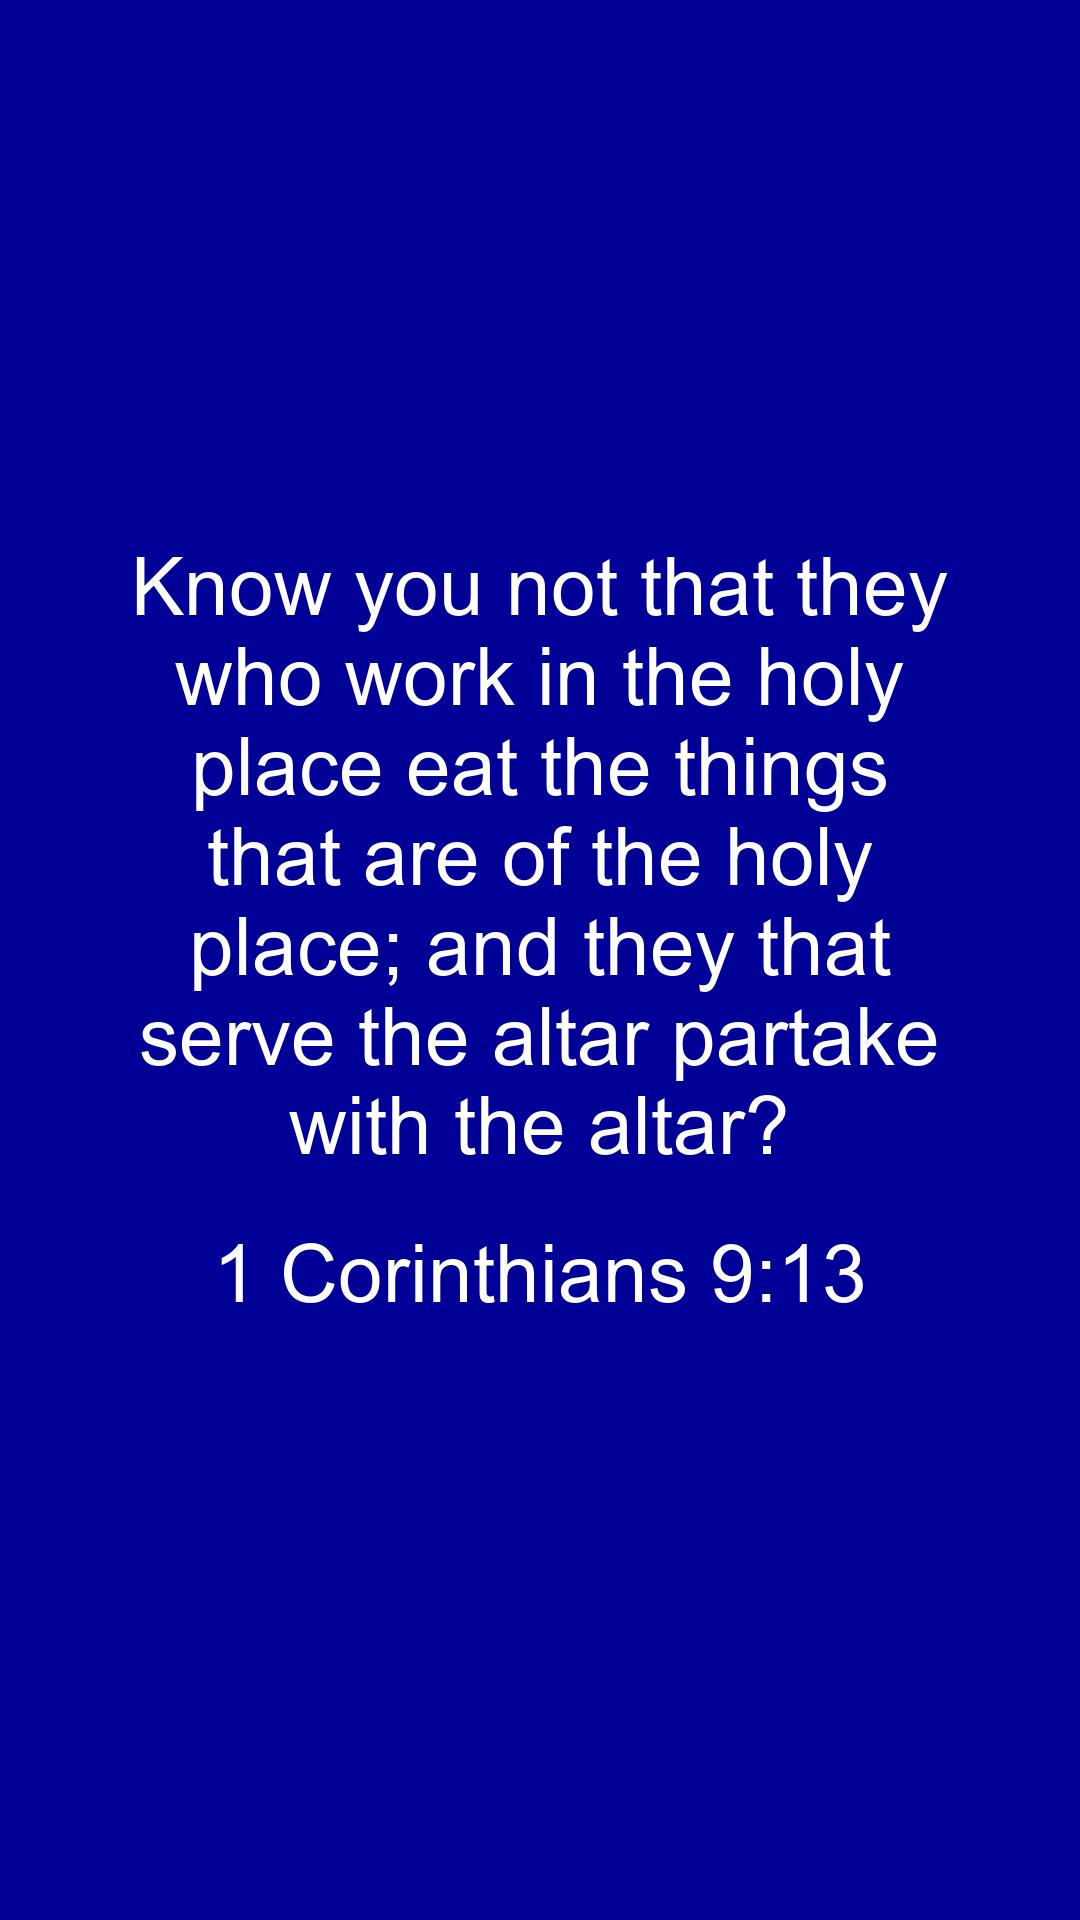 Know you not that they
who work in the holy
place eat the things
that are of the holy
place; and they that
serve the altar partake
with the altar?
1 Corinthians 9:13